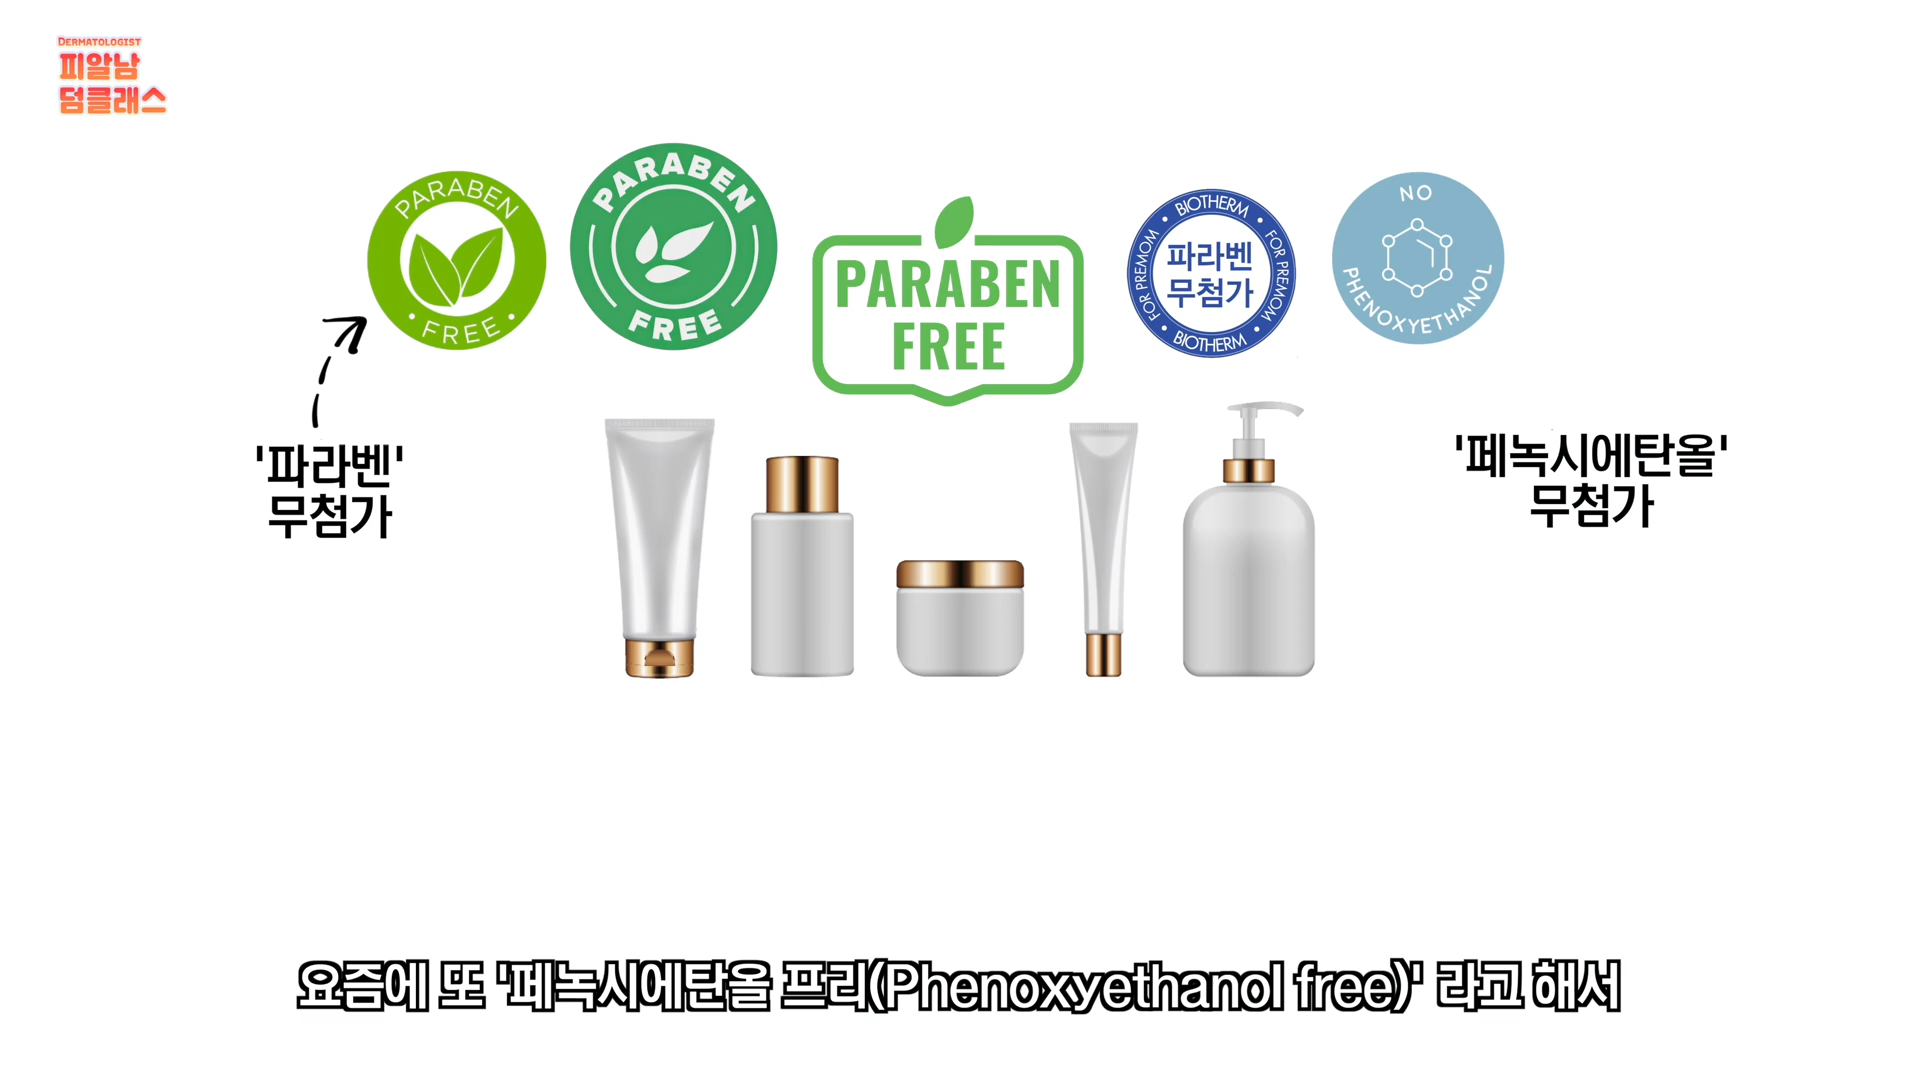 DERMATOLOGIST
피알남
덤클래스
PARABEN
FREE
PARABEN
FREE
PARABEN
FREE
BIOTHERM
FOR PREMOM
파라벤
무첨가
FOR PREMOM
BIOTHERM
NO
PHENOXYETHANOL
'파라벤'
무첨가
'페녹시에탄올'
무첨가
요즘에 또 '페녹시에탄올 프리(Phenoxyethanol free)' 라고 해서